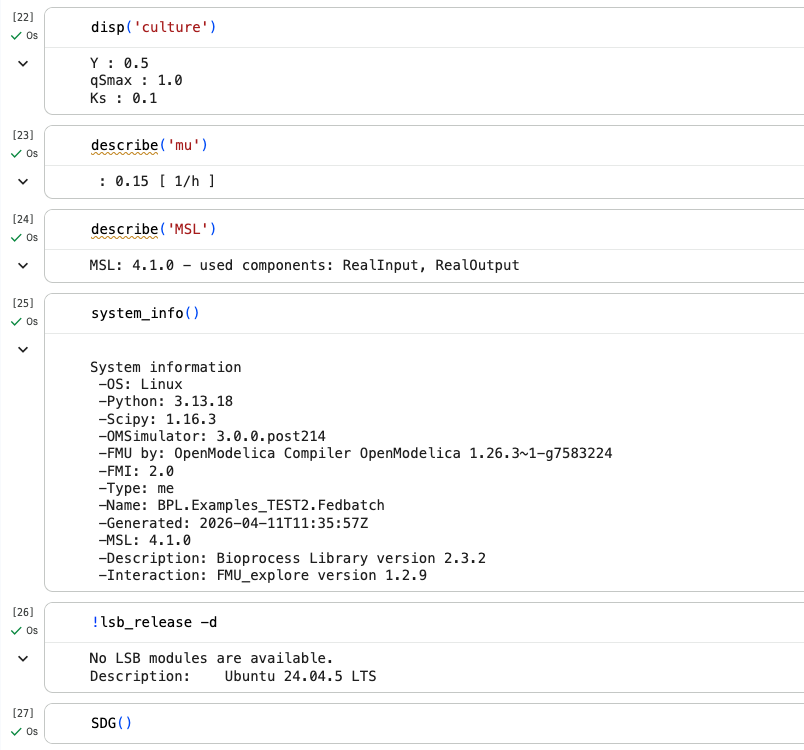 [22]
0s
disp('culture')
Y : 0.5
qSmax : 1.0
Ks : 0.1
[23]
0s
describe('mu')
: 0.15 [ 1/h ]
[24]
0s
describe('MSL')
MSL: 4.1.0 – used components: RealInput, RealOutput
[25]
0s
system_info()
System information
-OS: Linux
-Python: 3.13.18
-Scipy: 1.16.3
-OMSimulator: 3.0.0.post214
-FMU by: OpenModelica Compiler OpenModelica 1.26.3~1-g7583224
-FMI: 2.0
-Type: me
-Name: BPL.Examples_TEST2.Fedbatch
-Generated: 2026-04-11T11:35:57Z
-MSL: 4.1.0
-Description: Bioprocess Library version 2.3.2
-Interaction: FMU_explore version 1.2.9
[26]
0s
!lsb_release -d
No LSB modules are available.
Description:    Ubuntu 24.04.5 LTS
[27]
0s
SDG()